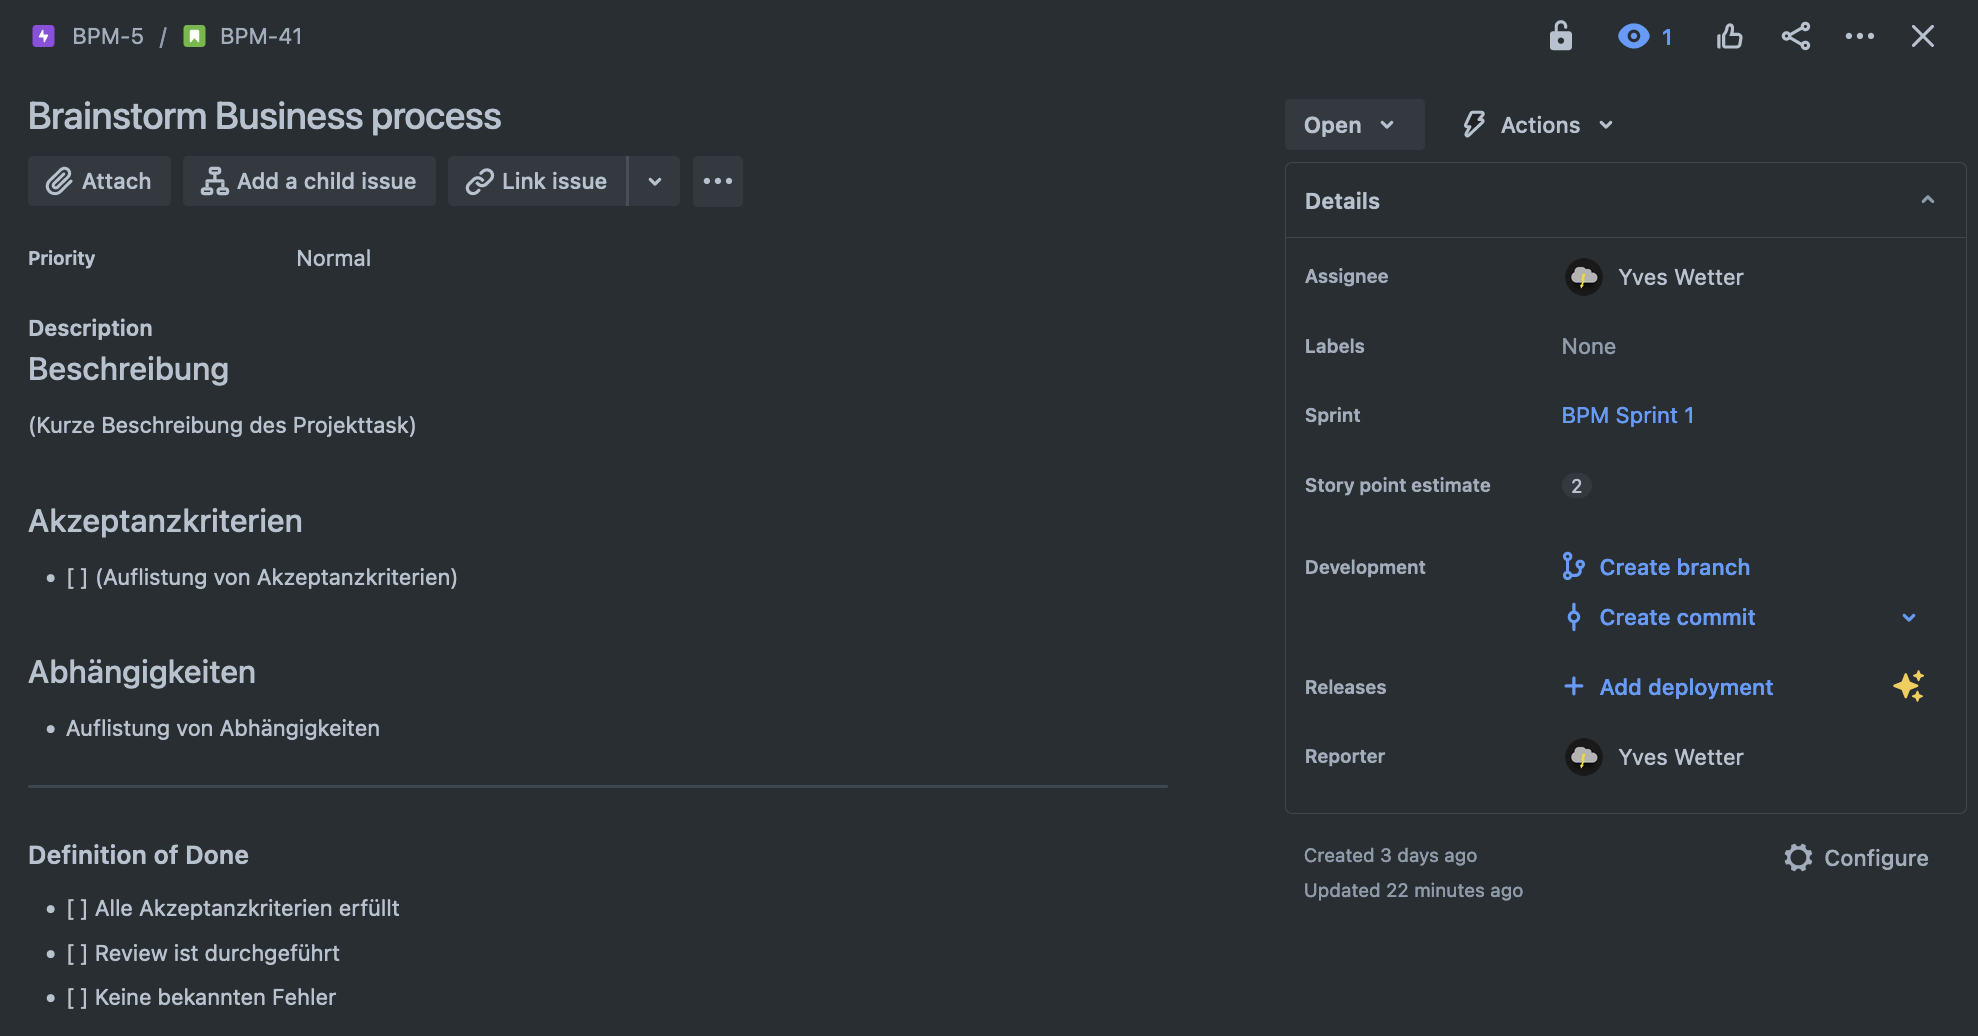 BPM-5 / BPM-41
1
Brainstorm Business process
Attach
Add a child issue
Link issue
Priority
Normal
Description
Beschreibung
(Kurze Beschreibung des Projekttask)
Akzeptanzkriterien
• [ ] (Auflistung von Akzeptanzkriterien)
Abhängigkeiten
• Auflistung von Abhängigkeiten
Definition of Done
• [ ] Alle Akzeptanzkriterien erfüllt
• [ ] Review ist durchgeführt
• [ ] Keine bekannten Fehler
Open
Actions
Details
Assignee
Yves Wetter
Labels
None
Sprint
BPM Sprint 1
Story point estimate
2
Development
Create branch
Create commit
Releases
Add deployment
Reporter
Yves Wetter
Created 3 days ago
Updated 22 minutes ago
Configure